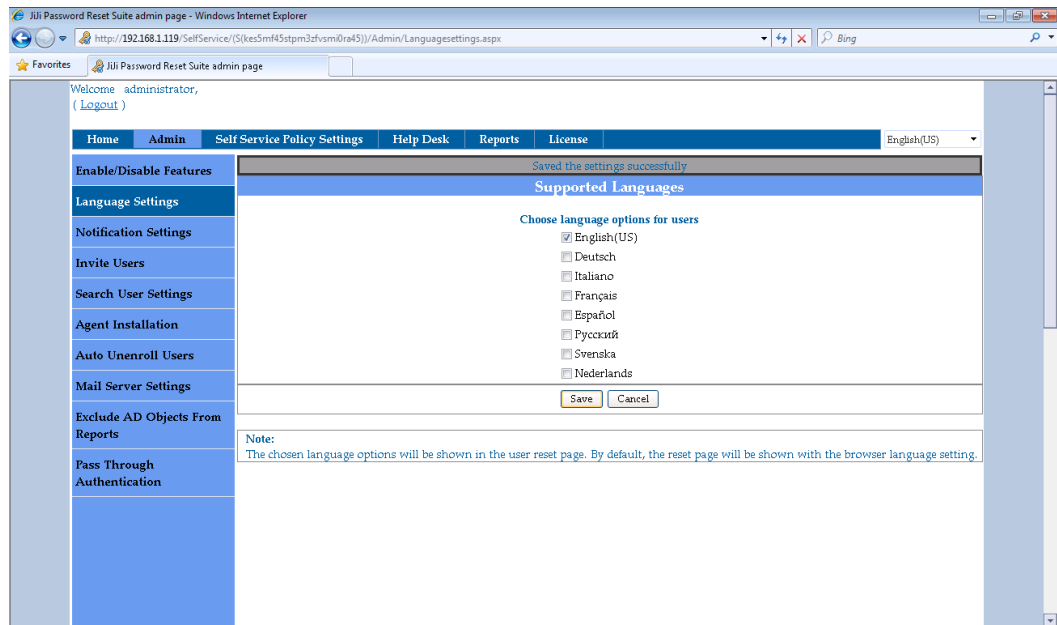 JiJi Password Reset Suite admin page - Windows Internet Explorer
http://192.168.1.119/SelfService/(S(kes5mf45stpm3zfvsmi0ra45))/Admin/Languagesettings.aspx
Bing
Favorites
JiJi Password Reset Suite admin page
Welcome administrator,
( Logout )
Home Admin Self Service Policy Settings Help Desk Reports License English(US)
Enable/Disable Features
Language Settings
Notification Settings
Invite Users
Search User Settings
Agent Installation
Auto Unenroll Users
Mail Server Settings
Exclude AD Objects From
Reports
Pass Through
Authentication
Saved the settings successfully
Supported Languages
Choose language options for users
English(US)
Deutsch
Italiano
Français
Español
Русский
Svenska
Nederlands
Save Cancel
Note:
The chosen language options will be shown in the user reset page. By default, the reset page will be shown with the browser language setting.